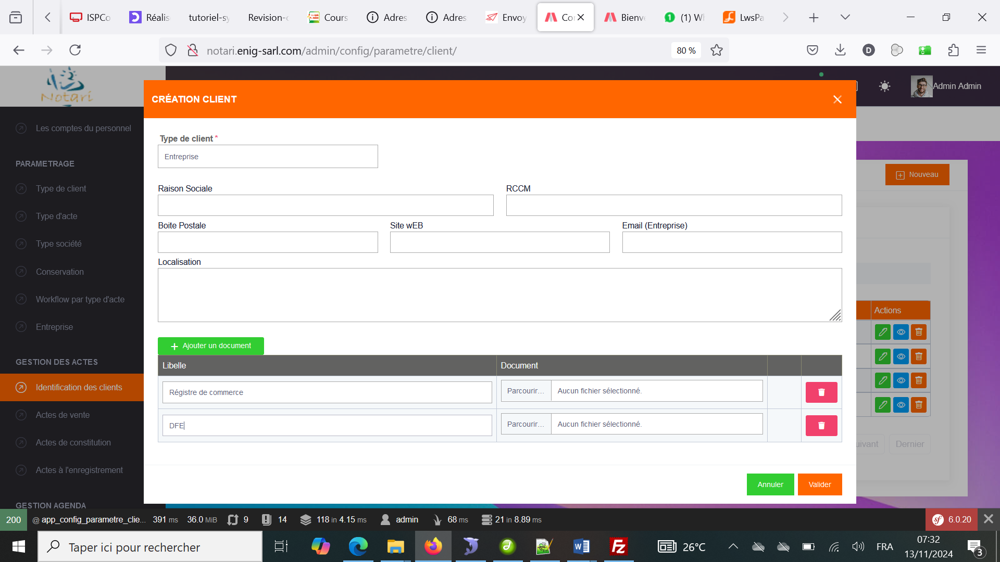 ISPCo
Réalis
tutoriel-sy
Revision-c
Cours
Adres
Adres
Envoy
Cor
Bienve
(1) Wh
LwsPa
notari.enig-sarl.com/admin/config/parametre/client/
80 %
Notari
Admin Admin
CRÉATION CLIENT
Les comptes du personnel
Type de client *
Entreprise
PARAMETRAGE
Nouveau
Type de client
Raison Sociale
RCCM
Type d'acte
Boite Postale
Site wEB
Email (Entreprise)
Type société
Localisation
Conservation
Workflow par type d'acte
Actions
Entreprise
Ajouter un document
GESTION DES ACTES
Libelle
Document
Identification des clients
Régistre de commerce
Parcourir...
Aucun fichier sélectionné.
Actes de vente
DFE
Parcourir...
Aucun fichier sélectionné.
Actes de constitution
uivant
Dernier
Actes à l'enregistrement
Annuler
Valider
GESTION AGENDA
200 @ app_config_parametre_clie... 391 ms 36.0 MiB 9 14 118 in 4.15 ms admin 68 ms 21 in 8.89 ms 6.0.20
Taper ici pour rechercher
26°C
FRA
07:32
13/11/2024
3